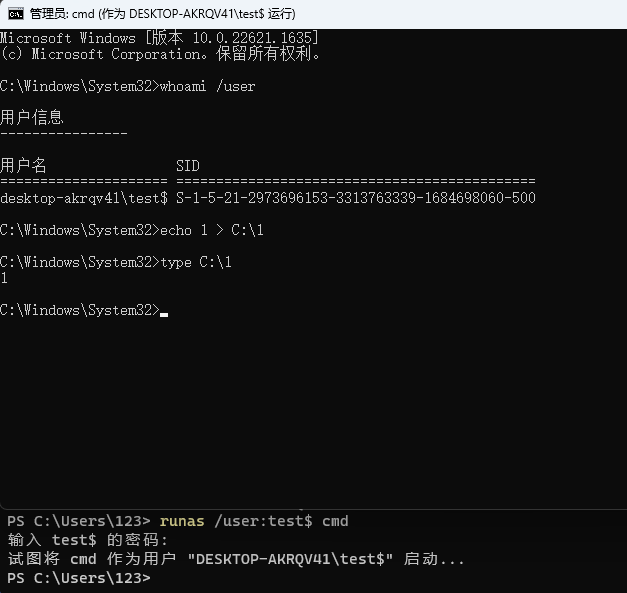 管理员: cmd (作为 DESKTOP-AKRQV41\test$ 运行)
Microsoft Windows [版本 10.0.22621.1635]
(c) Microsoft Corporation。保留所有权利。
C:\Windows\System32>whoami /user
用户信息
----------------
用户名 SID
===================== =============================================
desktop-akrqv41\test$ S-1-5-21-2973696153-3313763339-1684698060-500
C:\Windows\System32>echo 1 > C:\1
C:\Windows\System32>type C:\1
1
C:\Windows\System32>
PS C:\Users\123> runas /user:test$ cmd
输入 test$ 的密码:
试图将 cmd 作为用户 "DESKTOP-AKRQV41\test$" 启动...
PS C:\Users\123>